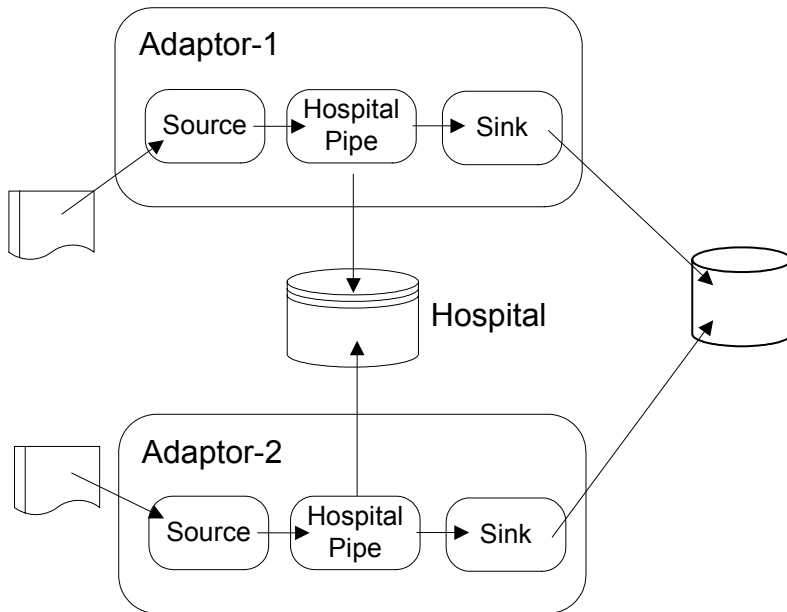 Adaptor-1
Source
Hospital
Pipe
Sink
Hospital
Adaptor-2
Source
Hospital
Pipe
Sink